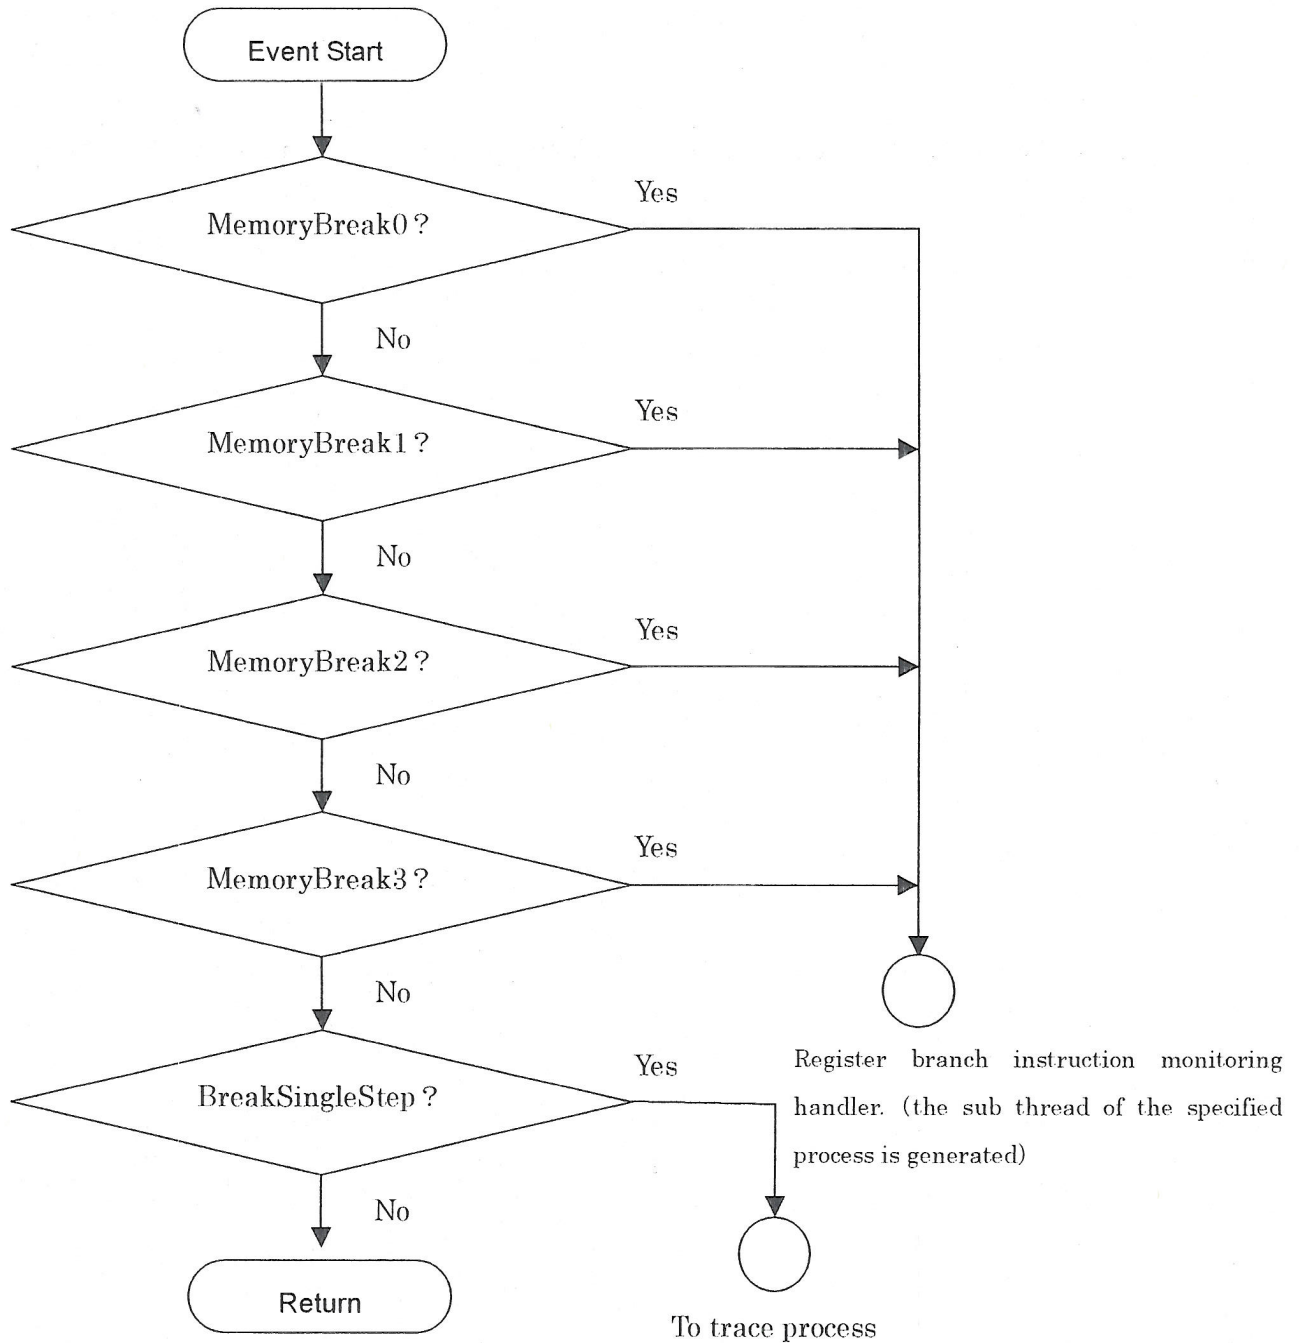 Event Start
Yes
MemoryBreak0?
No
Yes
MemoryBreak1?
No
Yes
MemoryBreak2?
No
Yes
MemoryBreak3?
No
Yes
BreakSingleStep?
Register branch instruction monitoring
handler. (the sub thread of the specified
process is generated)
No
Return
To trace process